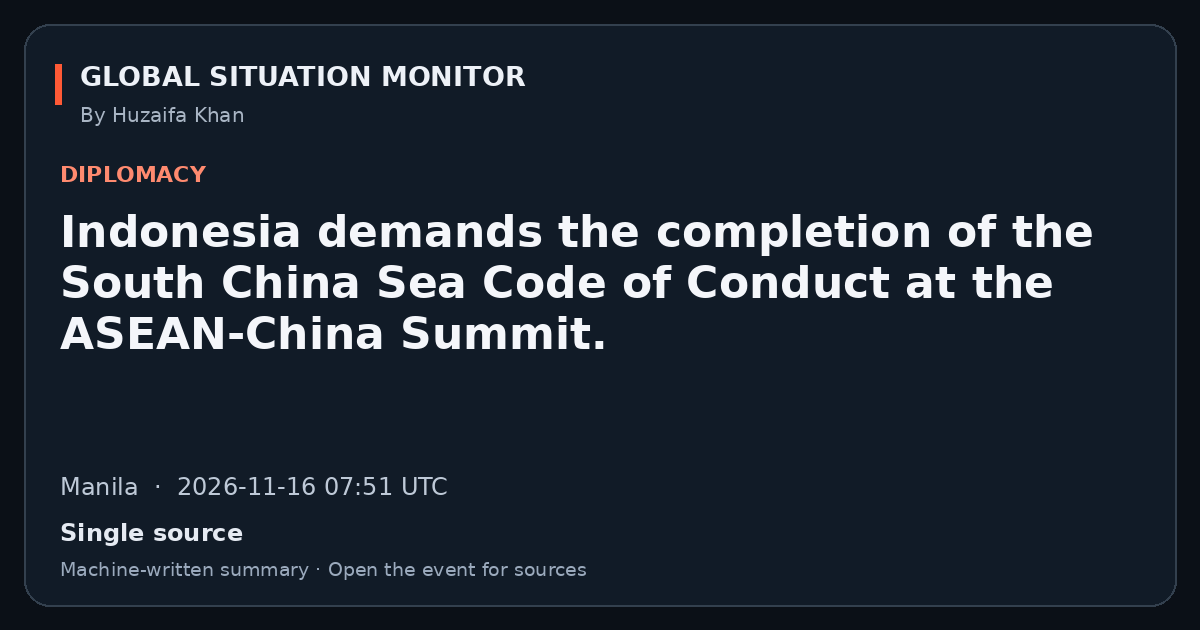 GLOBAL SITUATION MONITOR
By Huzaifa Khan
DIPLOMACY
Indonesia demands the completion of the
South China Sea Code of Conduct at the
ASEAN-China Summit.
Manila · 2026-11-16 07:51 UTC
Single source
Machine-written summary · Open the event for sources